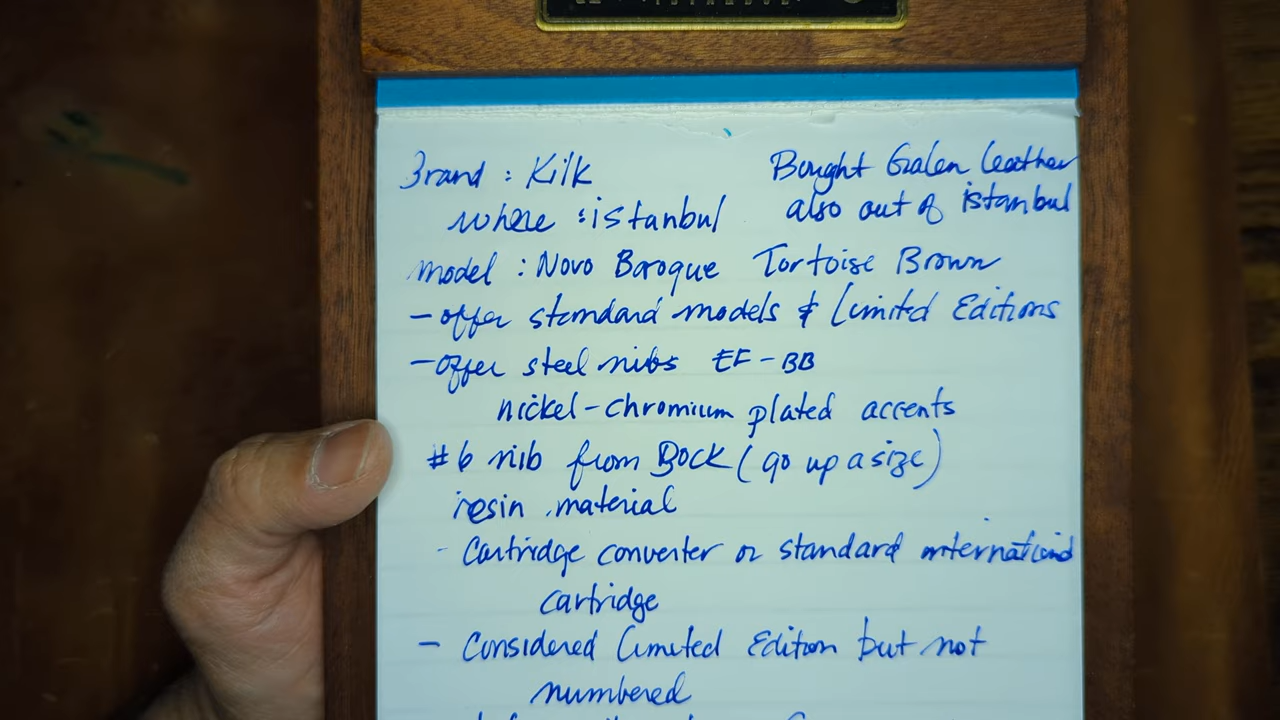 Brand : Kilk
where : istanbul
Bought Galen Leather
also out of istanbul
model : Novo Baroque Tortoise Brown
- offer standard models & Limited Editions
- offer steel nibs EF - BB
nickel-chromium plated accents
#6 nib from BOCK (go up a size)
resin material
- Cartridge converter or standard international
cartridge
- Considered Limited Edition but not
numbered